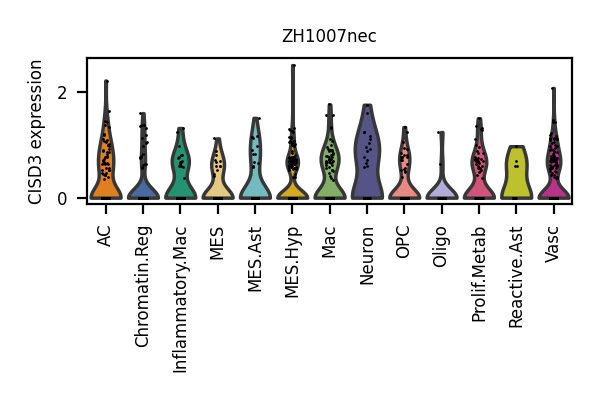 ZH1007nec
CISD3 expression
2
0
AC
Chromatin.Reg
Inflammatory.Mac
MES
MES.Ast
MES.Hyp
Mac
Neuron
OPC
Oligo
Prolif.Metab
Reactive.Ast
Vasc